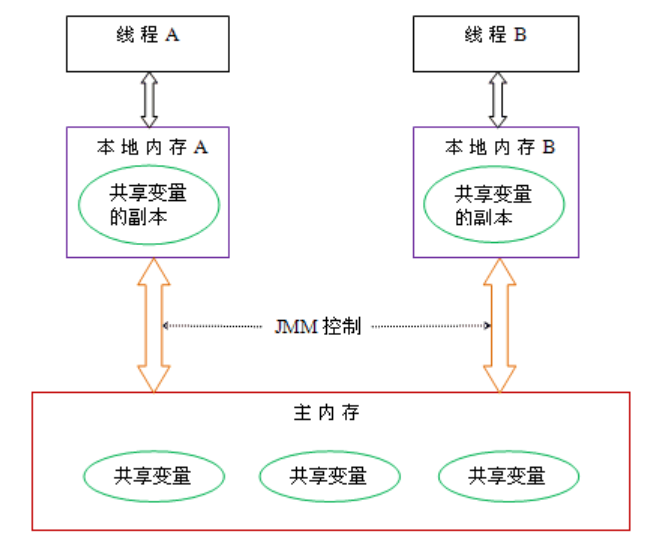 线程 A
线程 B
本地内存 A
本地内存 B
共享变量
的副本
共享变量
的副本
JMM 控制
主内存
共享变量
共享变量
共享变量